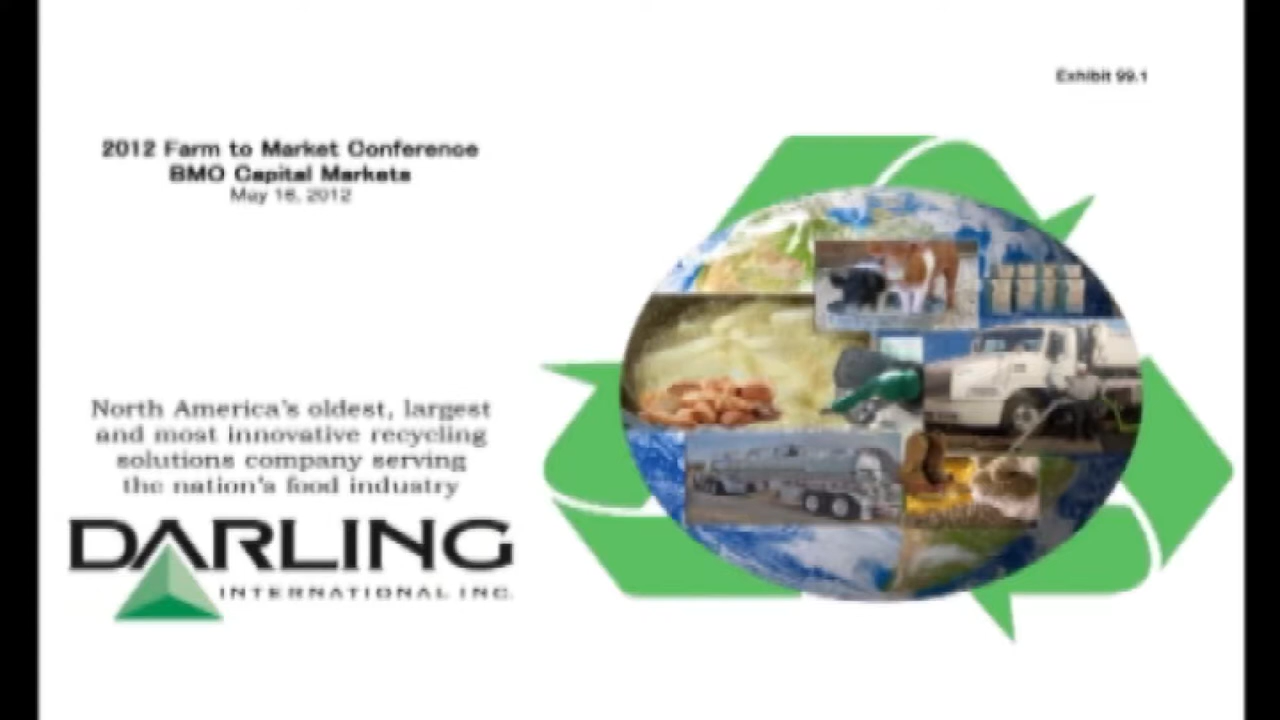 Exhibit 99.1
2012 Farm to Market Conference
BMO Capital Markets
May 16, 2012
North America's oldest, largest
and most innovative recycling
solutions company serving
the nation's food industry
DARLING
INTERNATIONAL INC.